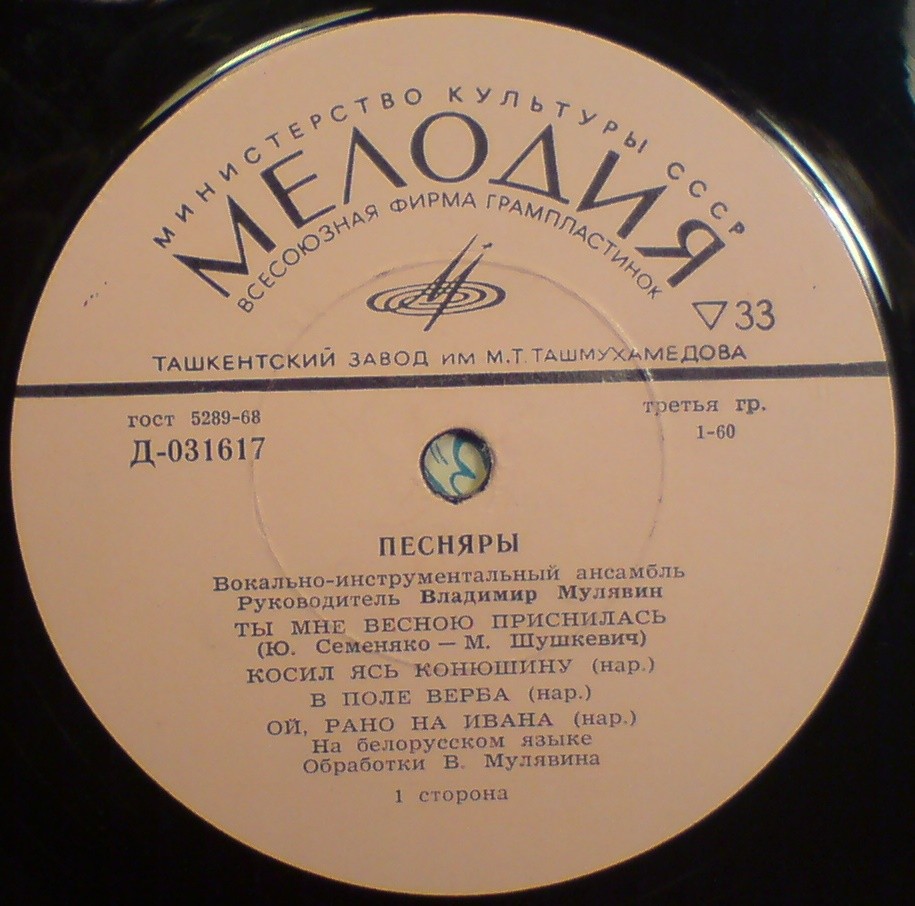 МИНИСТЕРСТВО КУЛЬТУРЫ СССР
МЕЛОДИЯ
ВСЕСОЮЗНАЯ ФИРМА ГРАМПЛАСТИНОК
▽33
ТАШКЕНТСКИЙ ЗАВОД ИМ М.Т.ТАШМУХАМЕДОВА
гост 5289-68
третья гр.
Д-031617
1-60
ПЕСНЯРЫ
Вокально-инструментальный ансамбль
Руководитель Владимир Мулявин
ТЫ МНЕ ВЕСНОЮ ПРИСНИЛАСЬ
(Ю. Семеняко — М. Шушкевич)
КОСИЛ ЯСЬ КОНЮШИНУ (нар.)
В ПОЛЕ ВЕРБА (нар.)
ОЙ, РАНО НА ИВАНА (нар.)
На белорусском языке
Обработки В. Мулявина
1 сторона